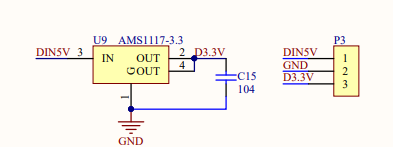 U9 AMS1117-3.3
DIN5V 3 IN OUT 2 D3.3V
G OUT 4
1
C15
104
GND
P3
DIN5V 1
GND 2
D3.3V 3